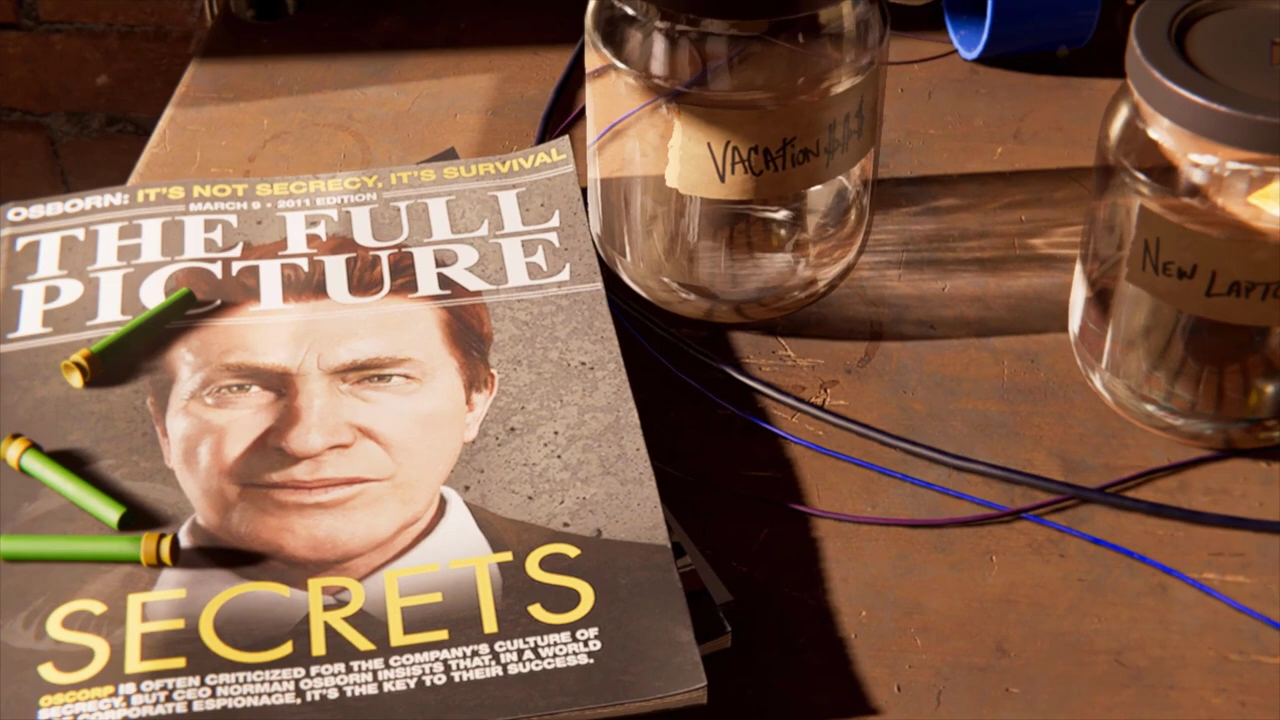 OSBORN: IT'S NOT SECRECY, IT'S SURVIVAL
MARCH 9 • 2011 EDITION
THE FULL
PICTURE
SECRETS
OSCORP IS OFTEN CRITICIZED FOR THE COMPANY'S CULTURE OF
SECRECY. BUT CEO NORMAN OSBORN INSISTS THAT, IN A WORLD
CORPORATE ESPIONAGE, IT'S THE KEY TO THEIR SUCCESS.
VACATION $$$
NEW LAPTO